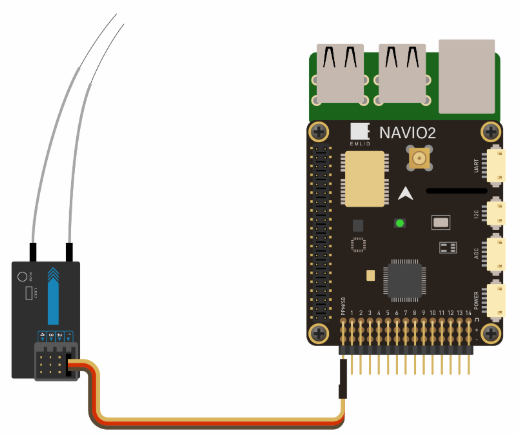 NAVIO2
EMLID
UART
I2C
ADC
POWER
PPM/SB
1 2 3 4 5 6 7 8 9 10 11 12 13 14